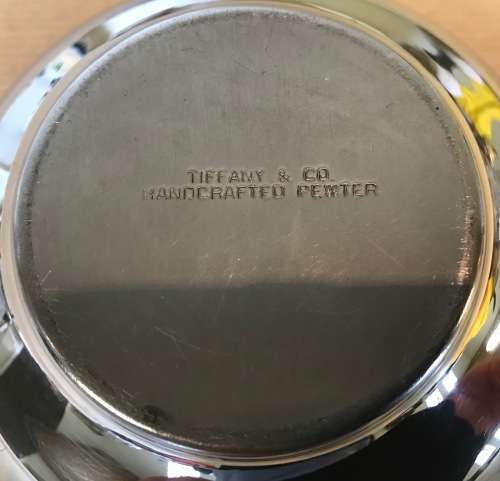 TIFFANY & CO.
HANDCRAFTED PEWTER